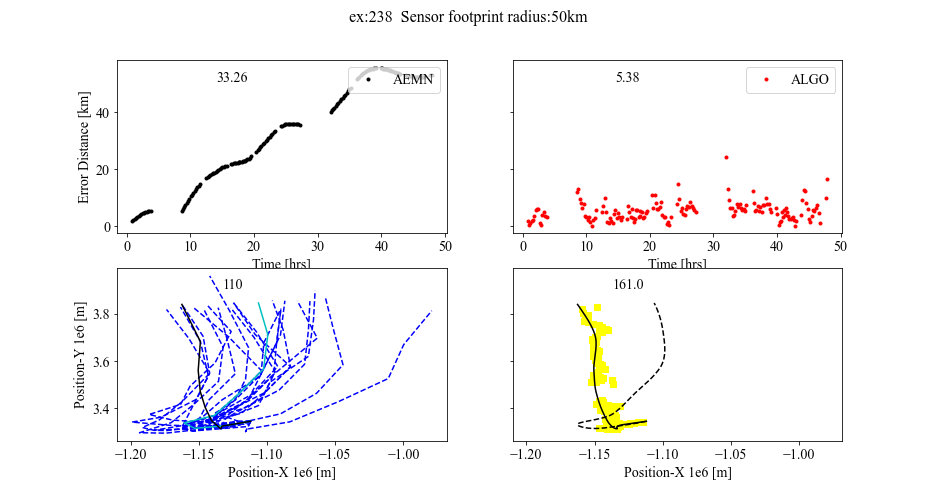 ex:238  Sensor footprint radius:50km
33.26
AEMN
Error Distance [km]
40
20
0
0 10 20 30 40 50
Time [hrs]
5.38
ALGO
0 10 20 30 40 50
Time [hrs]
110
Position-Y 1e6 [m]
3.8
3.6
3.4
−1.20 −1.15 −1.10 −1.05 −1.00
Position-X 1e6 [m]
161.0
−1.20 −1.15 −1.10 −1.05 −1.00
Position-X 1e6 [m]